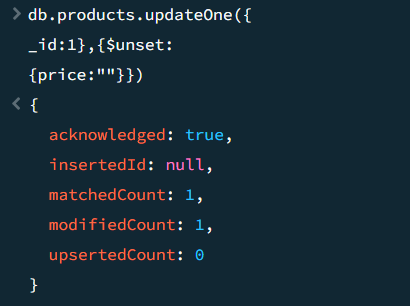 > db.products.updateOne({
_id:1},{$unset:
{price:""}})
< {
acknowledged: true,
insertedId: null,
matchedCount: 1,
modifiedCount: 1,
upsertedCount: 0
}